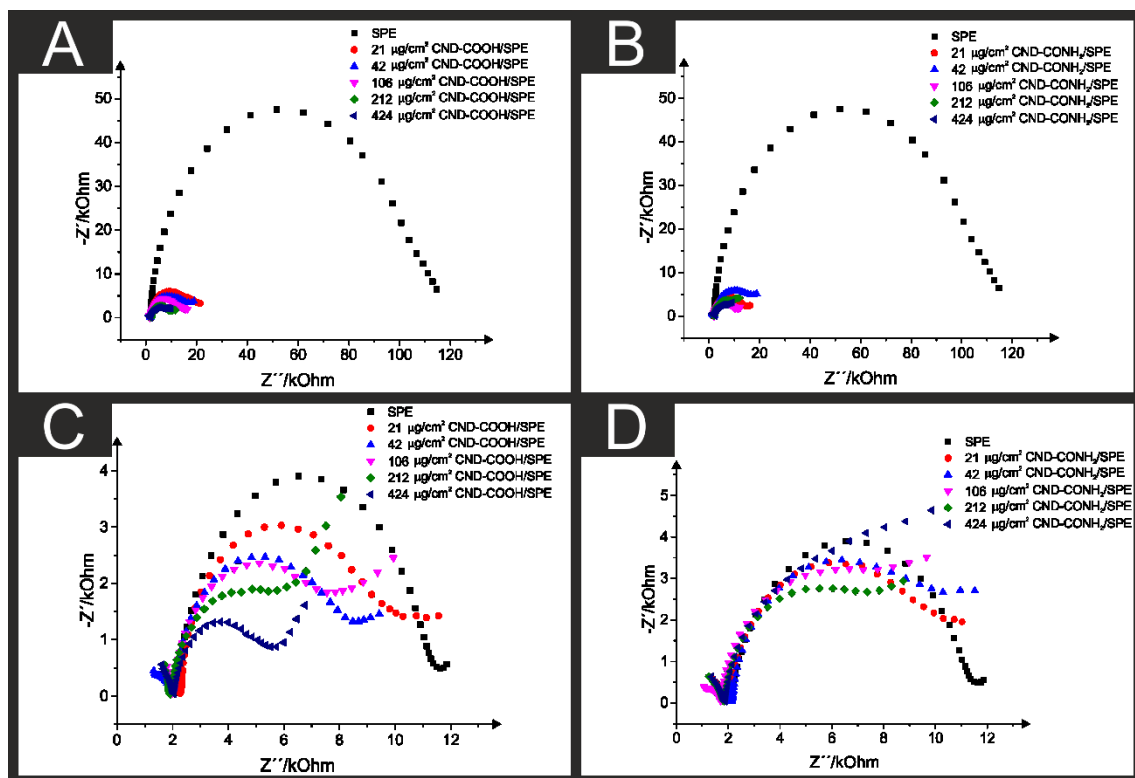 A
SPE
21 µg/cm² CND-COOH/SPE
42 µg/cm² CND-COOH/SPE
106 µg/cm² CND-COOH/SPE
212 µg/cm² CND-COOH/SPE
424 µg/cm² CND-COOH/SPE
50
40
30
20
10
0
-Z´/kOhm
0 20 40 60 80 100 120
Z´´/kOhm
B
SPE
21 µg/cm² CND-CONH₂/SPE
42 µg/cm² CND-CONH₂/SPE
106 µg/cm² CND-CONH₂/SPE
212 µg/cm² CND-CONH₂/SPE
424 µg/cm² CND-CONH₂/SPE
50
40
30
20
10
0
-Z´/kOhm
0 20 40 60 80 100 120
Z´´/kOhm
C
SPE
21 µg/cm² CND-COOH/SPE
42 µg/cm² CND-COOH/SPE
106 µg/cm² CND-COOH/SPE
212 µg/cm² CND-COOH/SPE
424 µg/cm² CND-COOH/SPE
4
3
2
1
0
-Z´/kOhm
0 2 4 6 8 10 12
Z´´/kOhm
D
SPE
21 µg/cm² CND-CONH₂/SPE
42 µg/cm² CND-CONH₂/SPE
106 µg/cm² CND-CONH₂/SPE
212 µg/cm² CND-CONH₂/SPE
424 µg/cm² CND-CONH₂/SPE
5
4
3
2
1
0
-Z´/kOhm
0 2 4 6 8 10 12
Z´´/kOhm